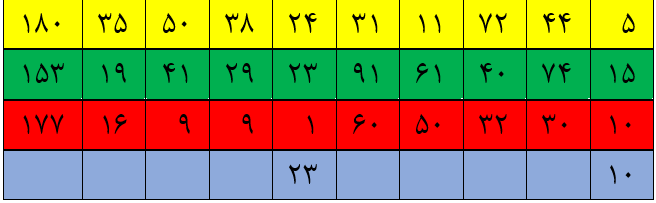 ۱۸۰ ۳۵ ۵۰ ۳۸ ۲۴ ۳۱ ۱۱ ۷۲ ۴۴ ۵
۱۵۳ ۱۹ ۴۱ ۲۹ ۲۳ ۹۱ ۶۱ ۴۰ ۷۴ ۱۵
۱۷۷ ۱۶ ۹ ۹ ۱ ۶۰ ۵۰ ۳۲ ۳۰ ۱۰
۲۳ ۱۰